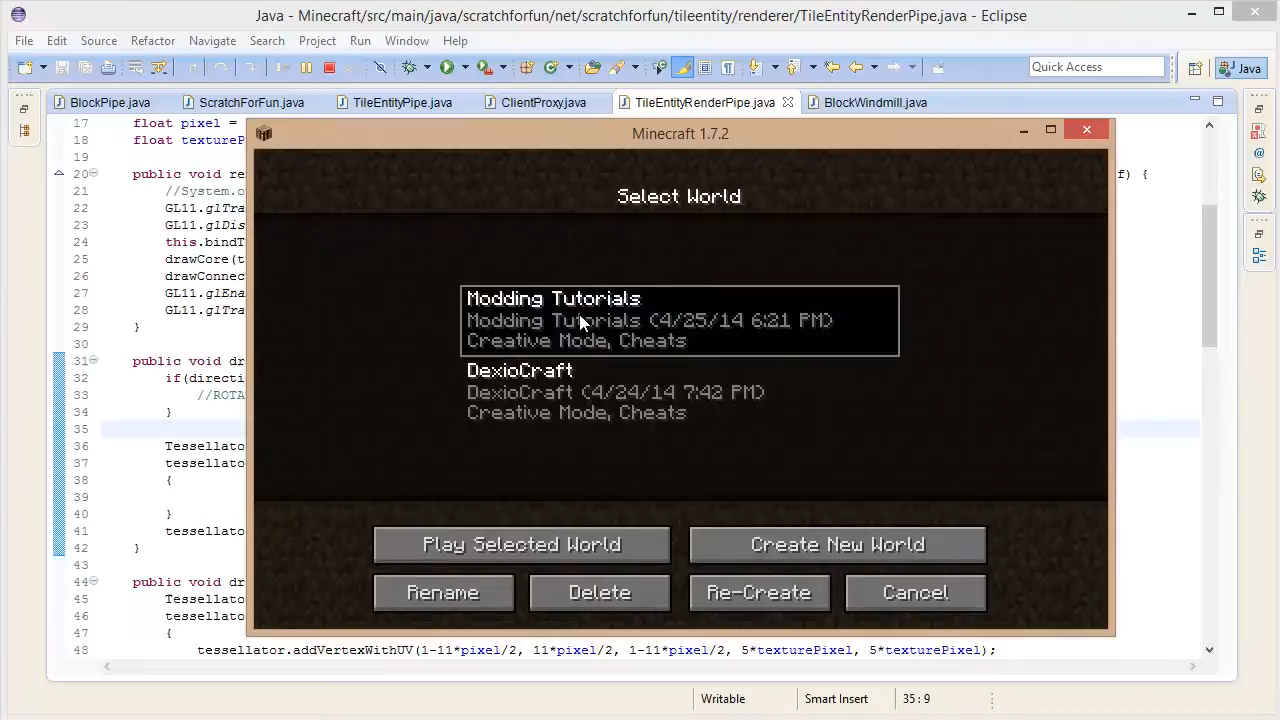 Java - Minecraft/src/main/java/scratchforfun/net/scratchforfun/tileentity/renderer/TileEntityRenderPipe.java - Eclipse
File Edit Source Refactor Navigate Search Project Run Window Help
Quick Access
Java
BlockPipe.java
ScratchForFun.java
TileEntityPipe.java
ClientProxy.java
TileEntityRenderPipe.java
BlockWindmill.java
Minecraft 1.7.2
17 float pixel =
18 float textureP
19
20 public void re f) {
21 //System.o
22 GL11.glTra
23 GL11.glDis
24 this.bindT
25 drawCore(t
26 drawConnec
27 GL11.glEna
28 GL11.glTra
29 }
30
31 public void dr
32 if(directi
33 //ROTA
34 }
35
36 Tessellato
37 tessellato
38 {
39
40 }
41 tessellato
42 }
43
44 public void dr
45 Tessellato
46 tessellato
47 {
48 tessellator.addVertexWithUV(1-11*pixel/2, 11*pixel/2, 1-11*pixel/2, 5*texturePixel, 5*texturePixel);
Select World
Modding Tutorials
Modding Tutorials (4/25/14 6:21 PM)
Creative Mode, Cheats
DexioCraft
DexioCraft (4/24/14 7:42 PM)
Creative Mode, Cheats
Play Selected World
Create New World
Rename
Delete
Re-Create
Cancel
Writable
Smart Insert
35 : 9